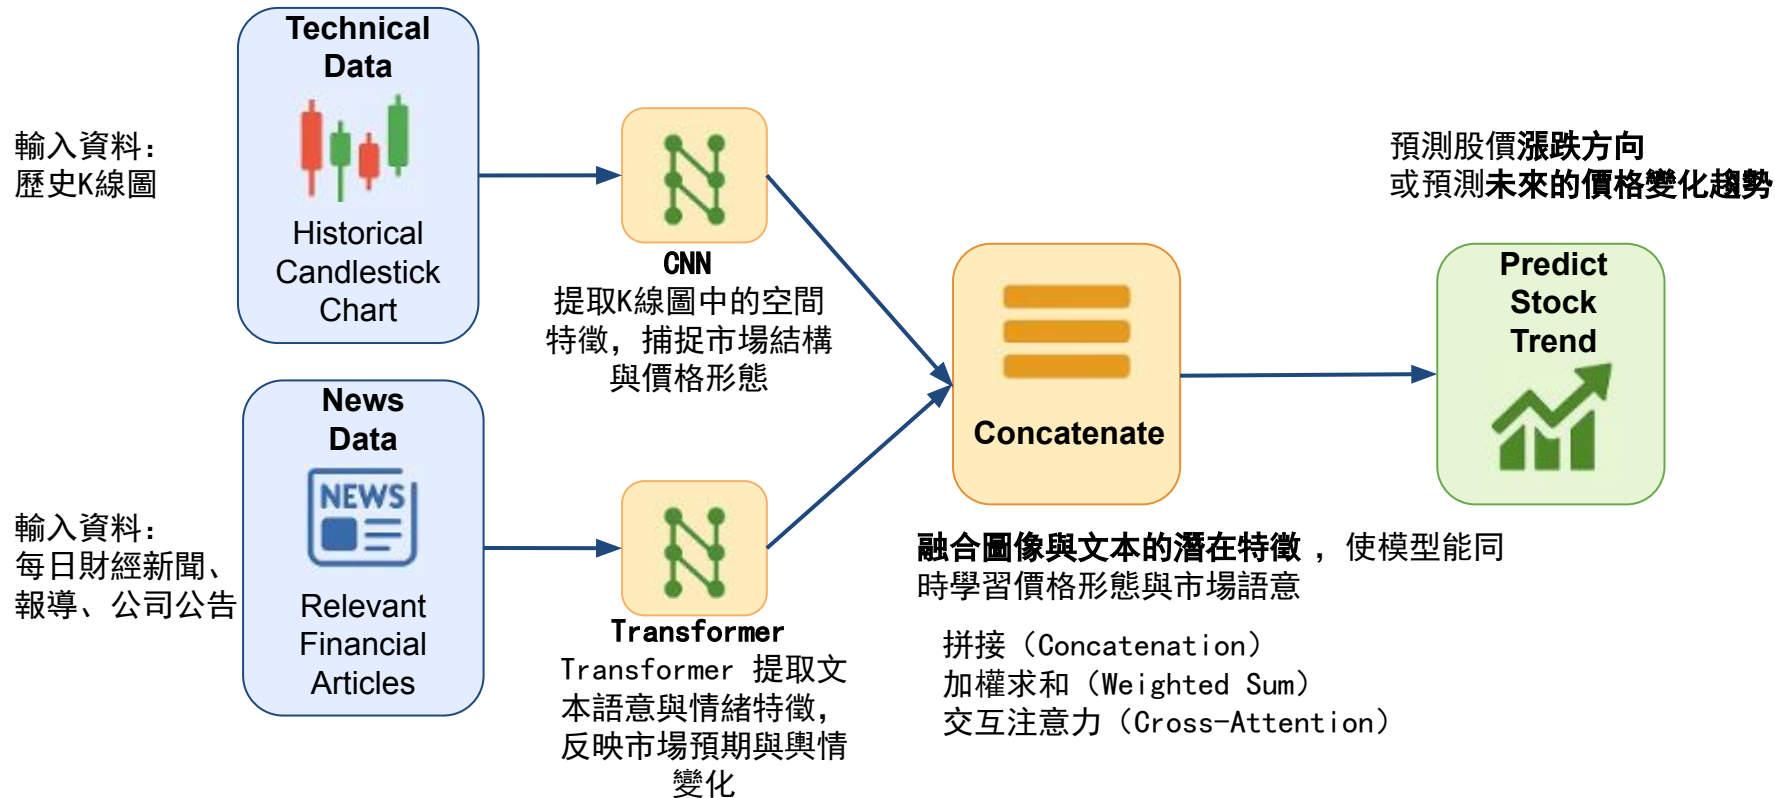 輸入資料：
歷史K線圖
Technical
Data
Historical
Candlestick
Chart
CNN
提取K線圖中的空間
特徵，捕捉市場結構
與價格形態
輸入資料：
每日財經新聞、
報導、公司公告
News
Data
NEWS
Relevant
Financial
Articles
Transformer
Transformer 提取文
本語意與情緒特徵，
反映市場預期與輿情
變化
Concatenate
融合圖像與文本的潛在特徵 ，使模型能同
時學習價格形態與市場語意
拼接（Concatenation）
加權求和（Weighted Sum）
交互注意力（Cross-Attention）
預測股價漲跌方向
或預測未來的價格變化趨勢
Predict
Stock
Trend